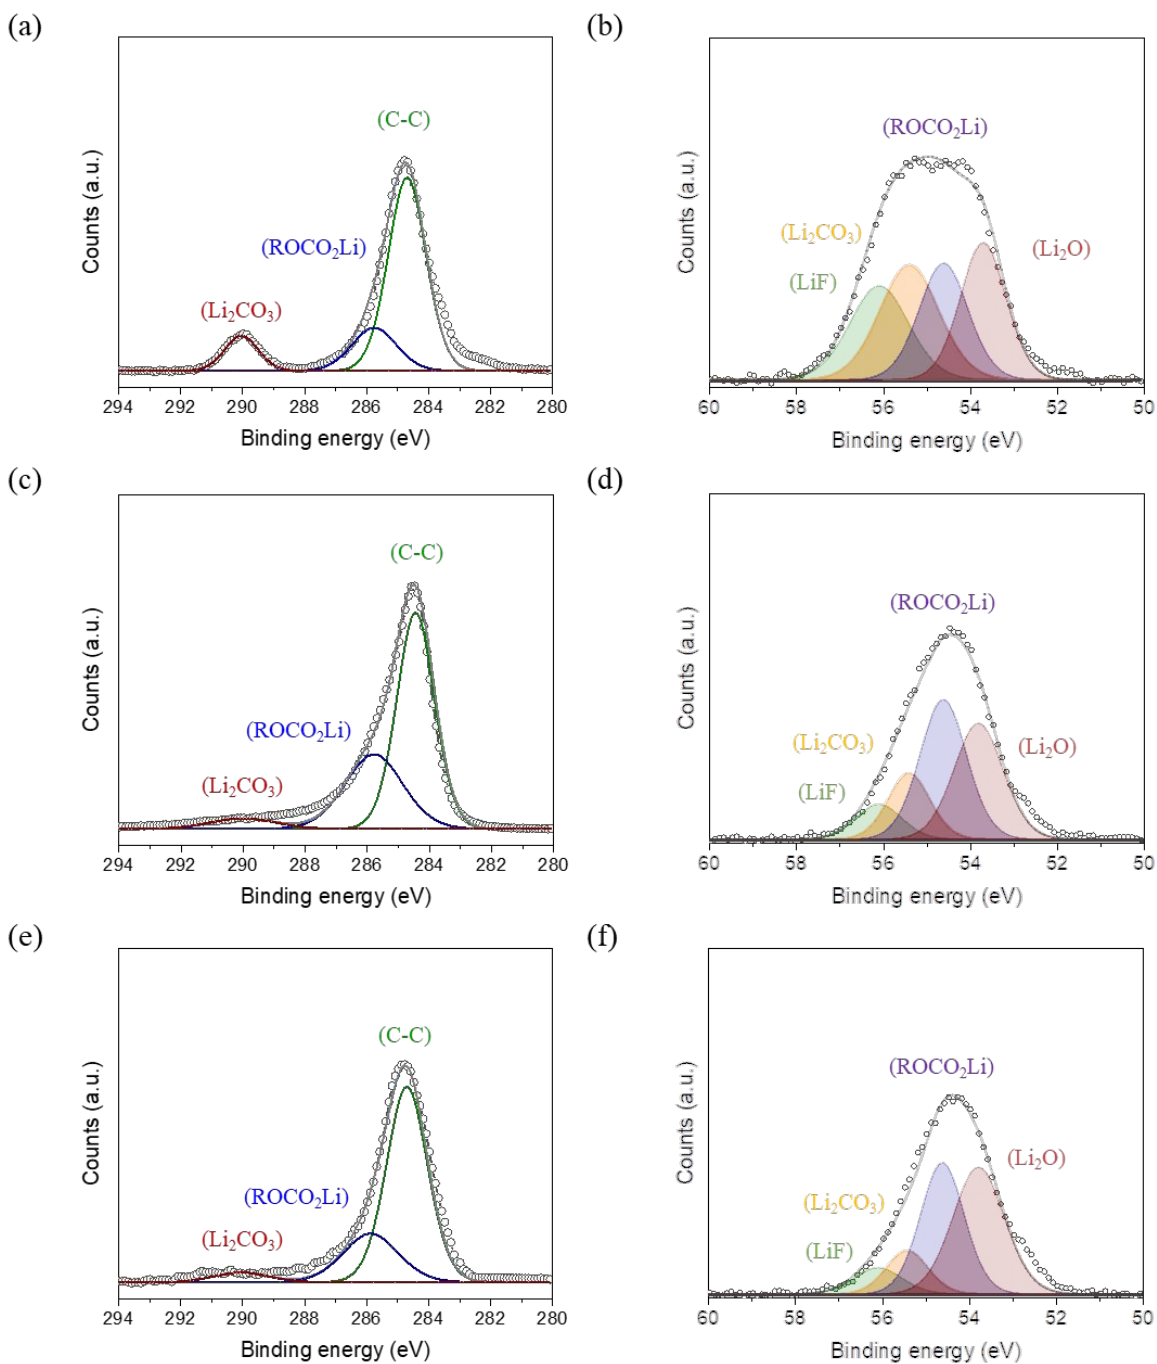 (a)
(C-C)
(ROCO₂Li)
(Li₂CO₃)
Counts (a.u.)
294 292 290 288 286 284 282 280
Binding energy (eV)
(b)
(ROCO₂Li)
(Li₂CO₃)
(Li₂O)
(LiF)
Counts (a.u.)
60 58 56 54 52 50
Binding energy (eV)
(c)
(C-C)
(ROCO₂Li)
(Li₂CO₃)
Counts (a.u.)
294 292 290 288 286 284 282 280
Binding energy (eV)
(d)
(ROCO₂Li)
(Li₂CO₃)
(Li₂O)
(LiF)
Counts (a.u.)
60 58 56 54 52 50
Binding energy (eV)
(e)
(C-C)
(ROCO₂Li)
(Li₂CO₃)
Counts (a.u.)
294 292 290 288 286 284 282 280
Binding energy (eV)
(f)
(ROCO₂Li)
(Li₂O)
(Li₂CO₃)
(LiF)
Counts (a.u.)
60 58 56 54 52 50
Binding energy (eV)